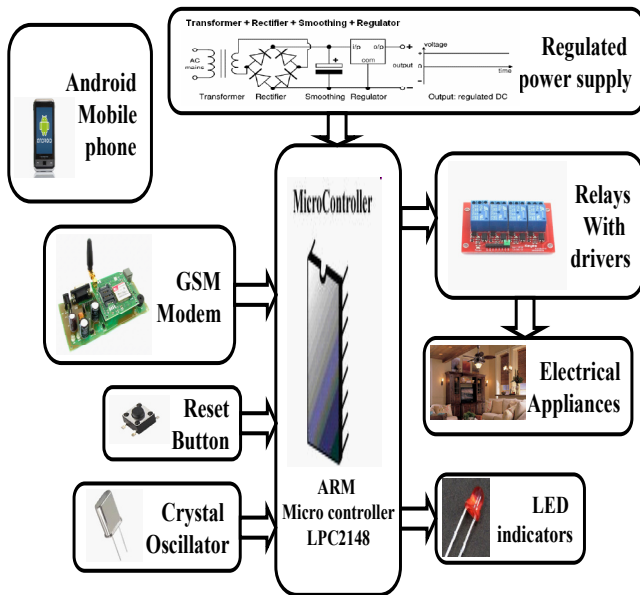 Transformer + Rectifier + Smoothing + Regulator
AC
mains
i/p
o/p
com
+
+
−
output
voltage
+
0
−
time
Transformer
Rectifier
Smoothing
Regulator
Output: regulated DC
Regulated
power supply
Android
Mobile
phone
ANDROID
MicroController
Relays
With
drivers
GSM
Modem
Electrical
Appliances
Reset
Button
ARM
Micro controller
LPC2148
Crystal
Oscillator
LED
indicators